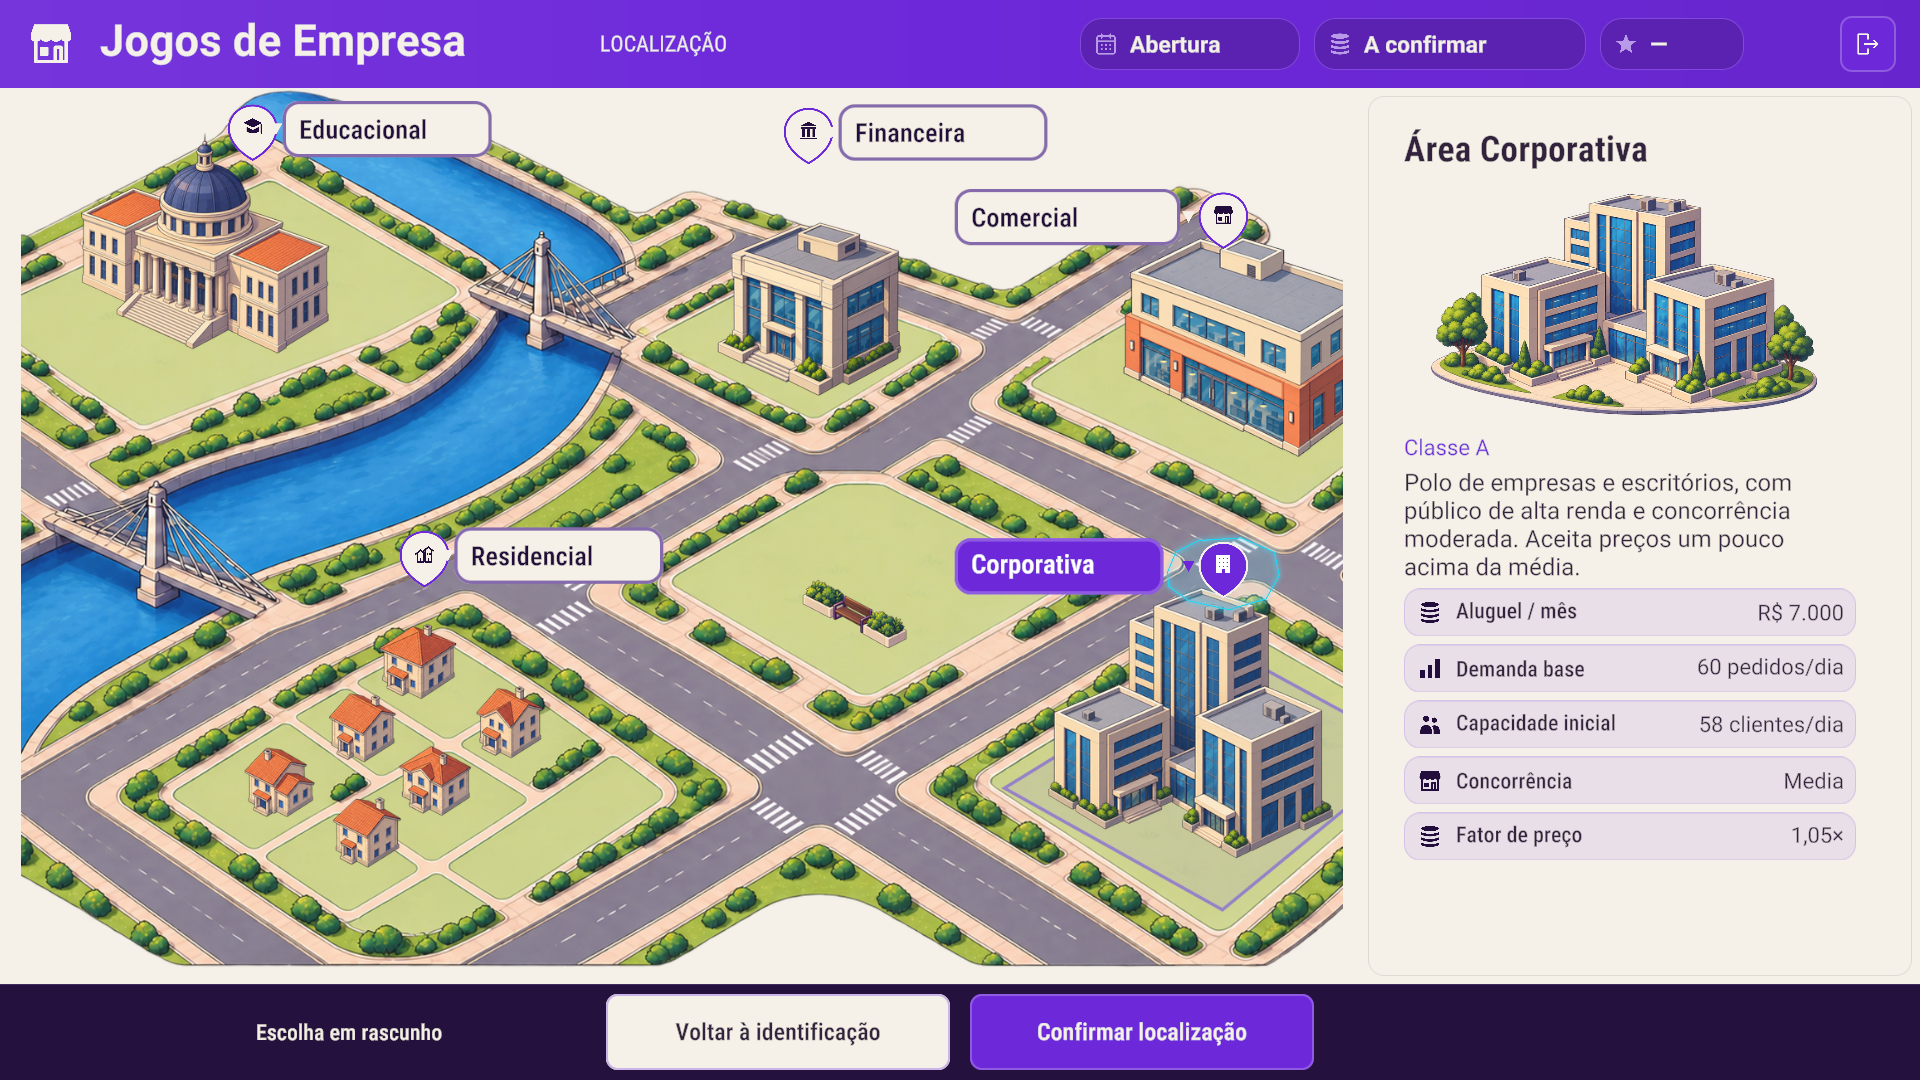 Jogos de Empresa
LOCALIZAÇÃO
Abertura
A confirmar
–
Educacional
Financeira
Comercial
Residencial
Corporativa
Área Corporativa
Classe A
Polo de empresas e escritórios, com
público de alta renda e concorrência
moderada. Aceita preços um pouco
acima da média.
Aluguel / mês R$ 7.000
Demanda base 60 pedidos/dia
Capacidade inicial 58 clientes/dia
Concorrência Media
Fator de preço 1,05×
Escolha em rascunho
Voltar à identificação
Confirmar localização